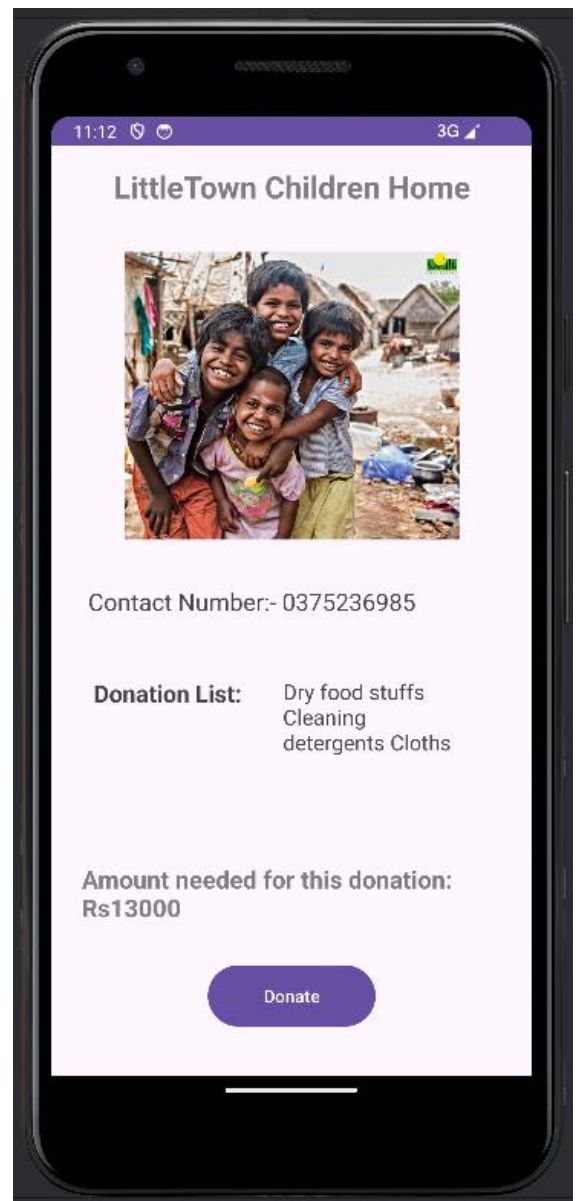 11:12
3G
LittleTown Children Home
Contact Number:- 0375236985
Donation List:
Dry food stuffs
Cleaning
detergents Cloths
Amount needed for this donation:
Rs13000
Donate